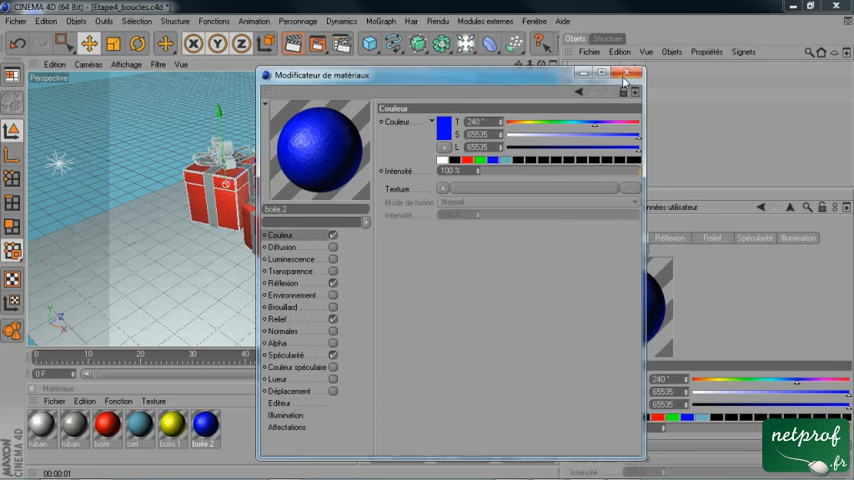 CINEMA 4D - [Etape4_boucles.c4d *]
Fichier Edition Objets Outils Sélection Structure Fonctions Animation Personnage Dynamics MoGraph Hair Rendu Modules externes Fenêtre Aide
Objets Structure
Fichier Edition View Objets Propriétés Signets
Edition Caméras Affichage Filtre Vue
Perspective
Modificateur de matériaux
Couleur
Couleur.... T 240 °
S 65535
L 65535
Intensité 100 %
Texture
Mode de fusion Normal
Intensité... 100 %
boite.2
Couleur
Diffusion
Luminescence
Transparence
Réflexion
Environnement
Brouillard
Relief
Normales
Alpha
Spécularité
Couleur spéculaire
Lueur
Déplacement
Editeur
Illumination
Affectations
données utilisateur
Réflexion Relief Spécularité Illumination
240 °
65535
65535
0 10 20 30 40
0 F 0 F
Matériaux
Fichier Edition Fonction Texture
ruban ruban boite ciel boite.1 boite.2
00:00:01
Intensité 100 %
MAXON
CINEMA 4D
netprof
.fr